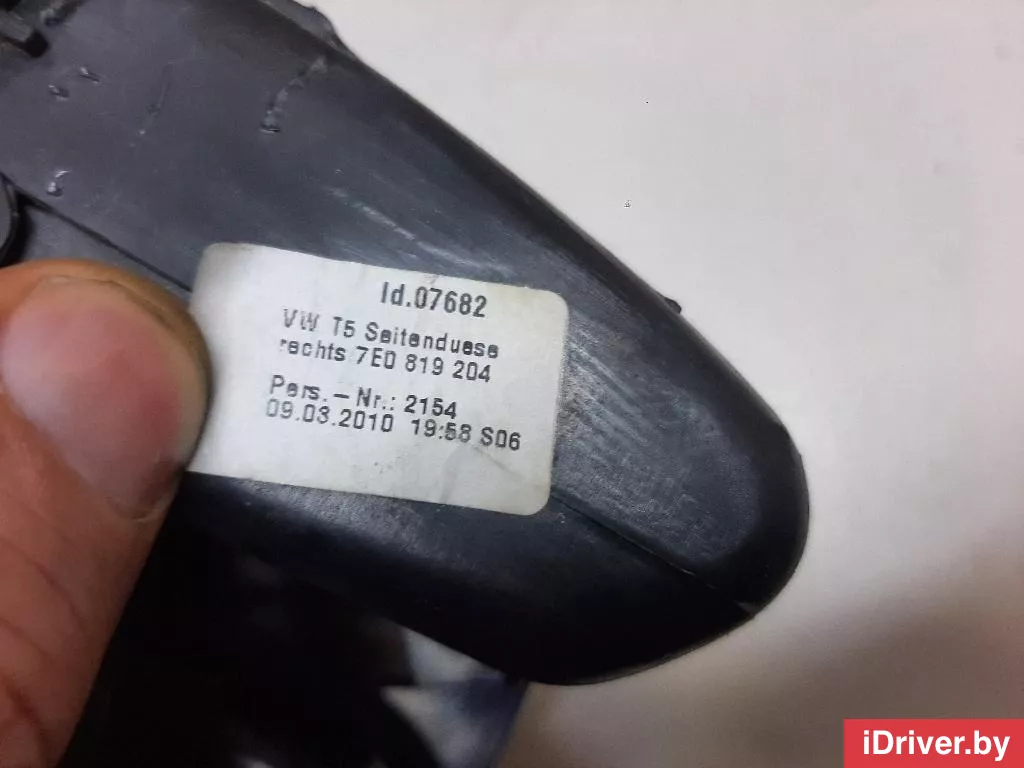 Id.07682
VW T5 Seitenduese
rechts 7E0 819 204
Pers.-Nr.: 2154
09.03.2010 19:58 S06
iDriver.by